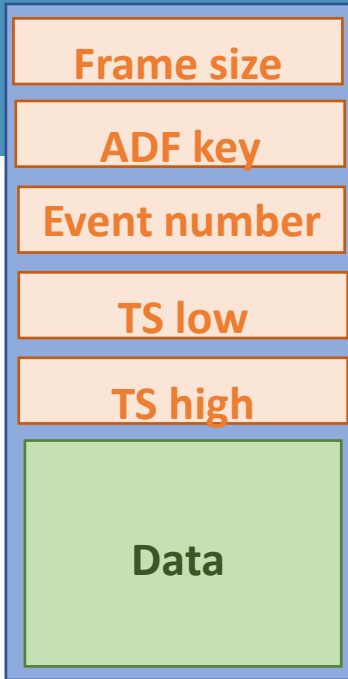 Frame size
ADF key
Event number
TS low
TS high
Data